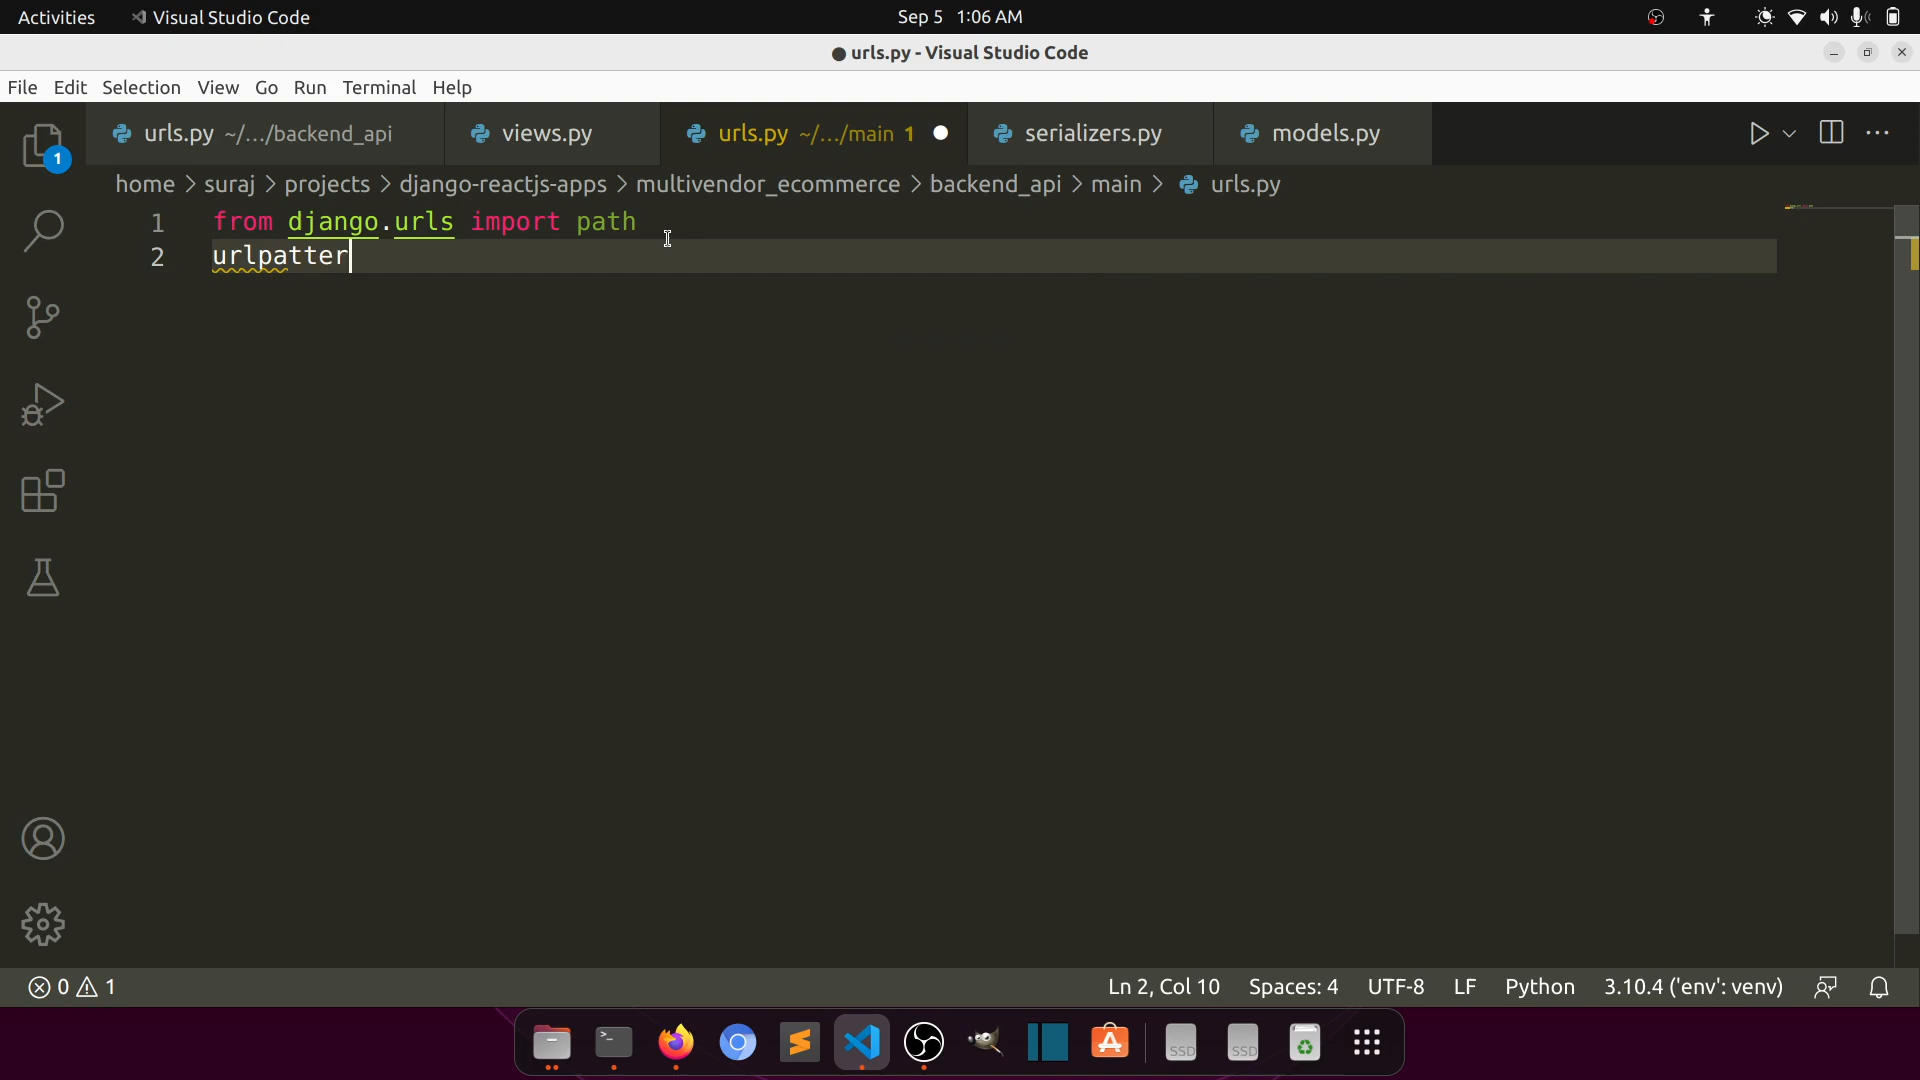 Activities Visual Studio Code Sep 5 1:06 AM
urls.py - Visual Studio Code
File Edit Selection View Go Run Terminal Help
1 urls.py ~/.../backend_api views.py urls.py ~/.../main 1 serializers.py models.py
home > suraj > projects > django-reactjs-apps > multivendor_ecommerce > backend_api > main > urls.py
1 from django.urls import path
2 urlpatter
0 1 Ln 2, Col 10 Spaces: 4 UTF-8 LF Python 3.10.4 ('env': venv)
SSD SSD